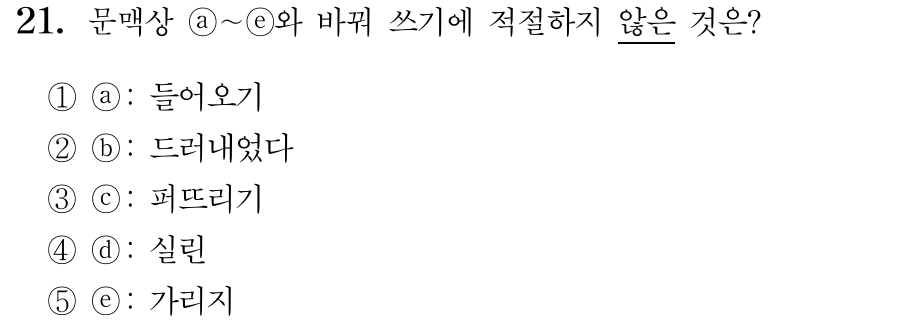 21. 문맥상 ⓐ~ⓔ와 바꿔 쓰기에 적절하지 않은 것은?
① ⓐ: 들어오기
② ⓑ: 드러내었다
③ ⓒ: 퍼뜨리기
④ ⓓ: 실린
⑤ ⓔ: 가리지